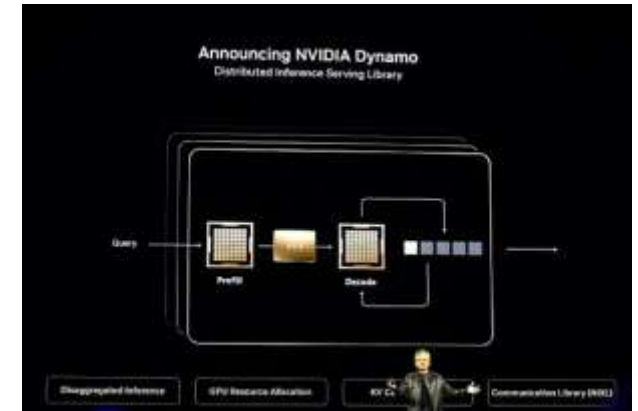 Announcing NVIDIA Dynamo
Distributed Inference Serving Library
Query
Prefill
Decode
Disaggregated Inference
GPU Resource Allocation
KV
Communication Library (NIXL)